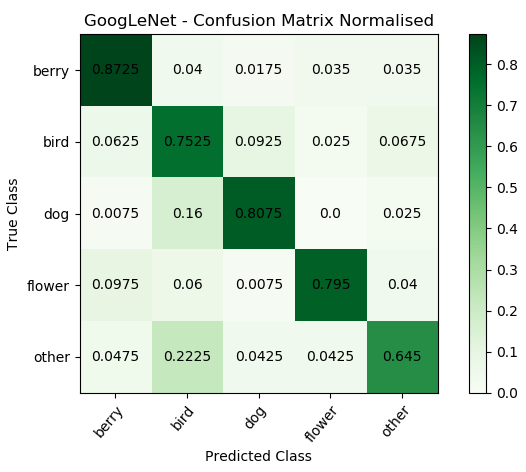 GoogLeNet - Confusion Matrix Normalised
True Class
berry 0.8725 0.04 0.0175 0.035 0.035
bird 0.0625 0.7525 0.0925 0.025 0.0675
dog 0.0075 0.16 0.8075 0.0 0.025
flower 0.0975 0.06 0.0075 0.795 0.04
other 0.0475 0.2225 0.0425 0.0425 0.645
berry bird dog flower other
Predicted Class
0.8
0.7
0.6
0.5
0.4
0.3
0.2
0.1
0.0